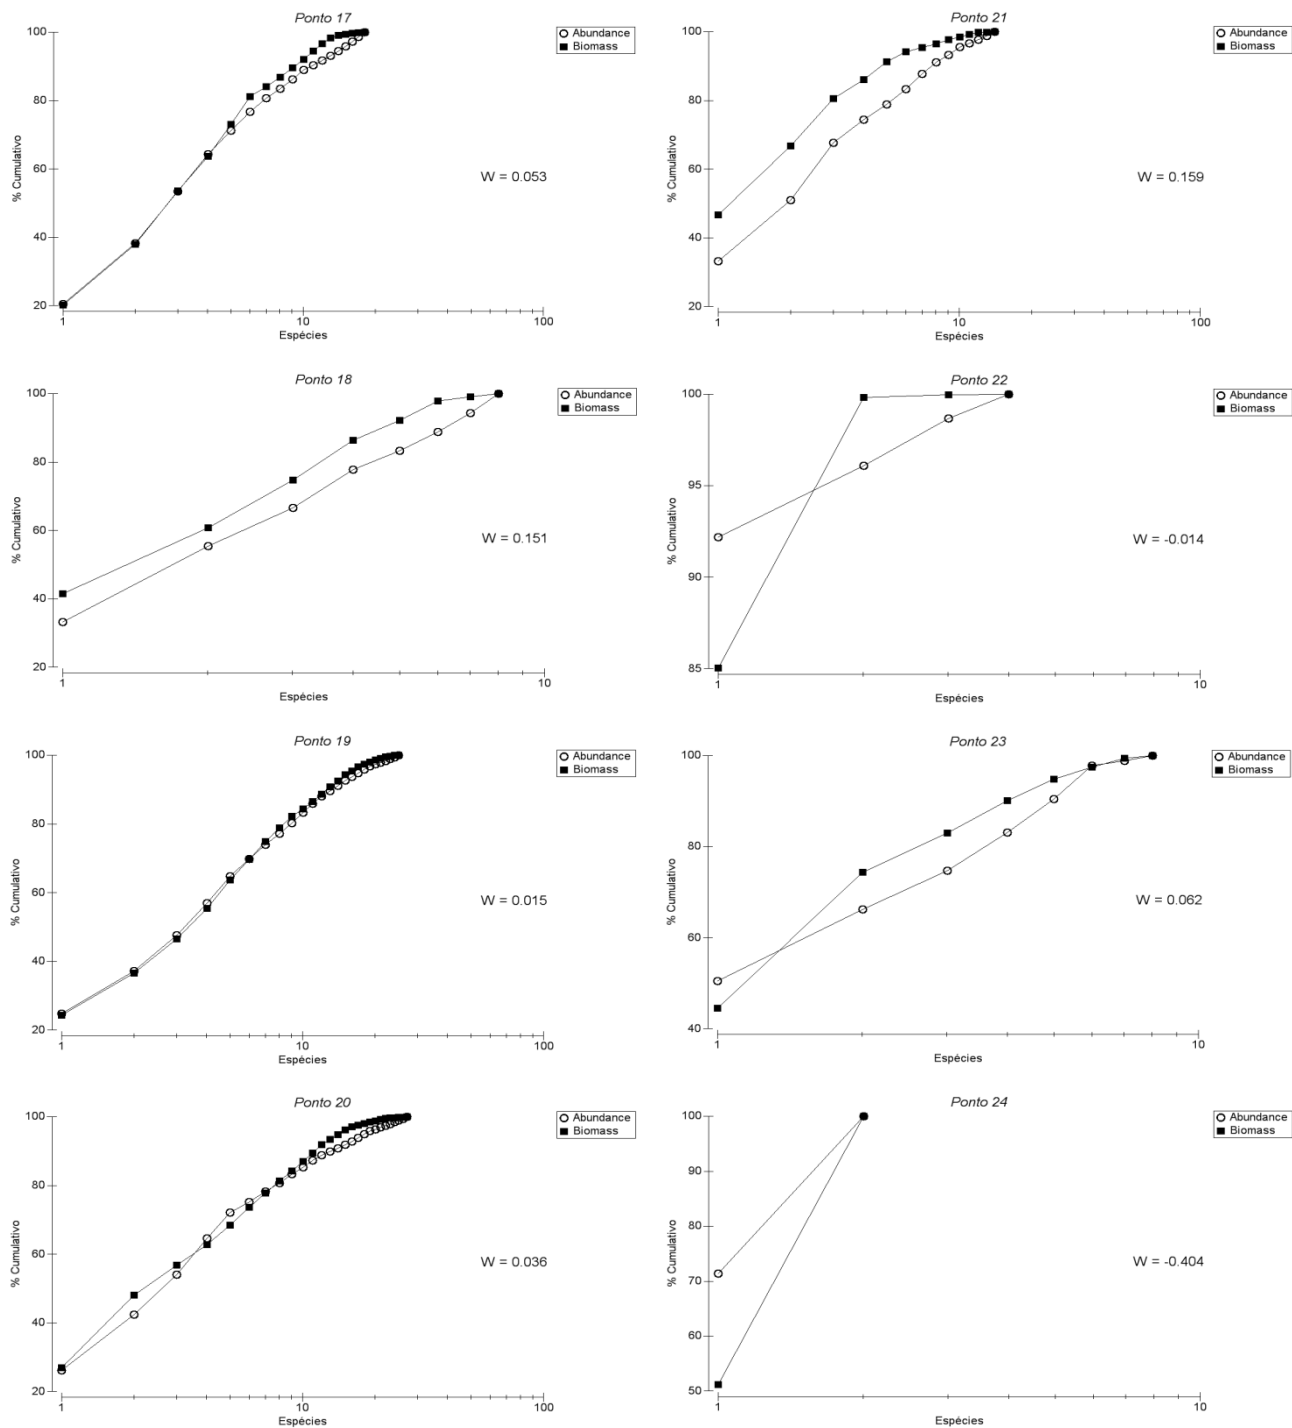 Ponto 17
Abundance
Biomass
100
80
60
40
20
% Cumulativo
W = 0.053
1
10
100
Espécies
Ponto 21
Abundance
Biomass
100
80
60
40
20
% Cumulativo
W = 0.159
1
10
100
Espécies
Ponto 18
Abundance
Biomass
100
80
60
40
20
% Cumulativo
W = 0.151
1
10
Espécies
Ponto 22
Abundance
Biomass
100
95
90
85
% Cumulativo
W = -0.014
1
10
Espécies
Ponto 19
Abundance
Biomass
100
80
60
40
20
% Cumulativo
W = 0.015
1
10
100
Espécies
Ponto 23
Abundance
Biomass
100
80
60
40
% Cumulativo
W = 0.062
1
10
Espécies
Ponto 20
Abundance
Biomass
100
80
60
40
20
% Cumulativo
W = 0.036
1
10
100
Espécies
Ponto 24
Abundance
Biomass
100
90
80
70
60
50
% Cumulativo
W = -0.404
1
10
Espécies